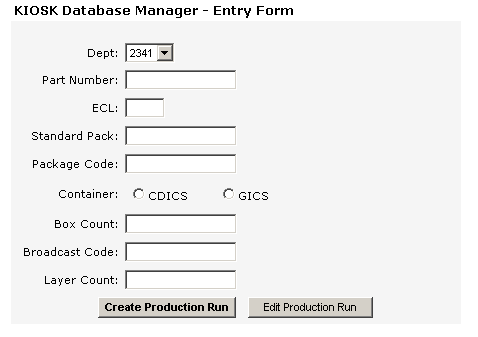 KIOSK Database Manager - Entry Form
Dept: 2341
Part Number:
ECL:
Standard Pack:
Package Code:
Container: CDICS GICS
Box Count:
Broadcast Code:
Layer Count:
Create Production Run Edit Production Run